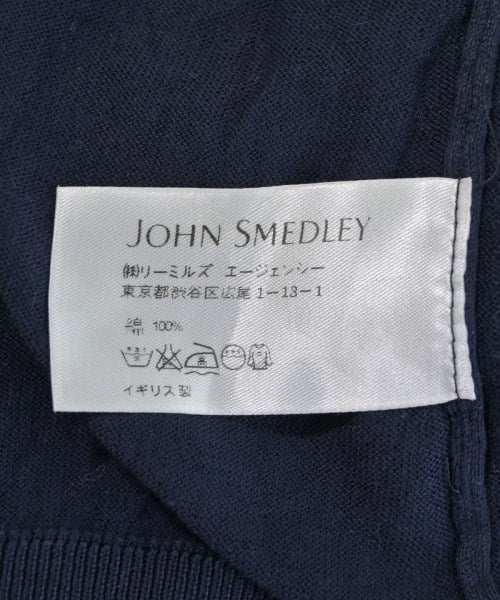 JOHN SMEDLEY
㈱リーミルズ エージェンシー
東京都渋谷区広尾1-13-1
綿 100%
イギリス製